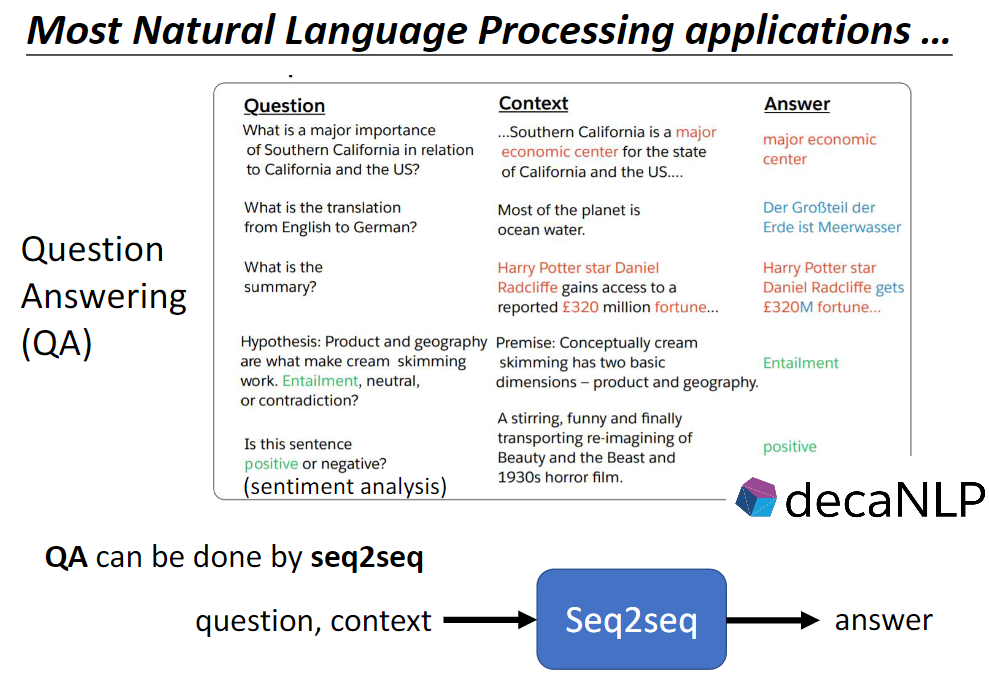 Most Natural Language Processing applications …
Question
Context
Answer
What is a major importance
of Southern California in relation
to California and the US?
...Southern California is a major
economic center for the state
of California and the US....
major economic
center
What is the translation
from English to German?
Most of the planet is
ocean water.
Der Großteil der
Erde ist Meerwasser
What is the
summary?
Harry Potter star Daniel
Radcliffe gains access to a
reported £320 million fortune...
Harry Potter star
Daniel Radcliffe gets
£320M fortune...
Hypothesis: Product and geography
are what make cream skimming
work. Entailment, neutral,
or contradiction?
Premise: Conceptually cream
skimming has two basic
dimensions – product and geography.
Entailment
Is this sentence
positive or negative?
(sentiment analysis)
A stirring, funny and finally
transporting re-imagining of
Beauty and the Beast and
1930s horror film.
positive
Question
Answering
(QA)
decaNLP
QA can be done by seq2seq
question, context
Seq2seq
answer